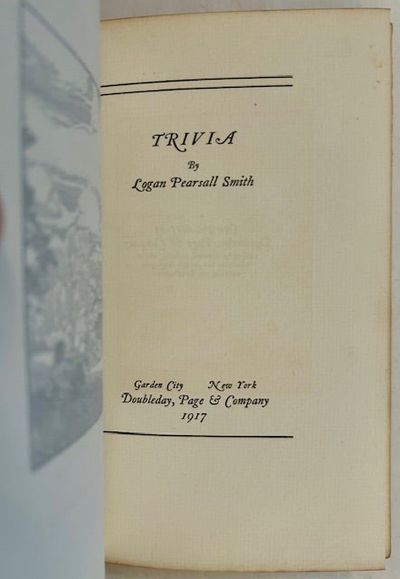 TRIVIA
By
Logan Pearsall Smith
Garden City New York
Doubleday, Page & Company
1917